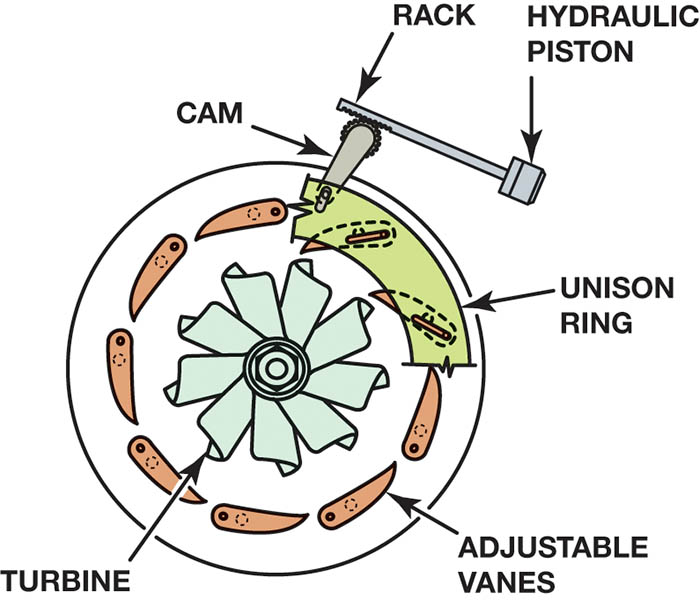 RACK
HYDRAULIC
PISTON
CAM
UNISON
RING
ADJUSTABLE
VANES
TURBINE